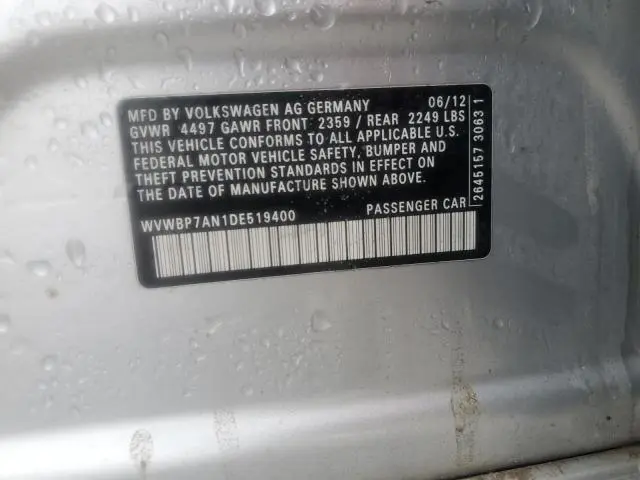 MFD BY VOLKSWAGEN AG GERMANY 06/12
GVWR 4497 GAWR FRONT 2359 / REAR 2249 LBS
THIS VEHICLE CONFORMS TO ALL APPLICABLE U.S.
FEDERAL MOTOR VEHICLE SAFETY, BUMPER AND
THEFT PREVENTION STANDARDS IN EFFECT ON
THE DATE OF MANUFACTURE SHOWN ABOVE.
WVWBP7AN1DE519400 PASSENGER CAR
2645157 3063 1